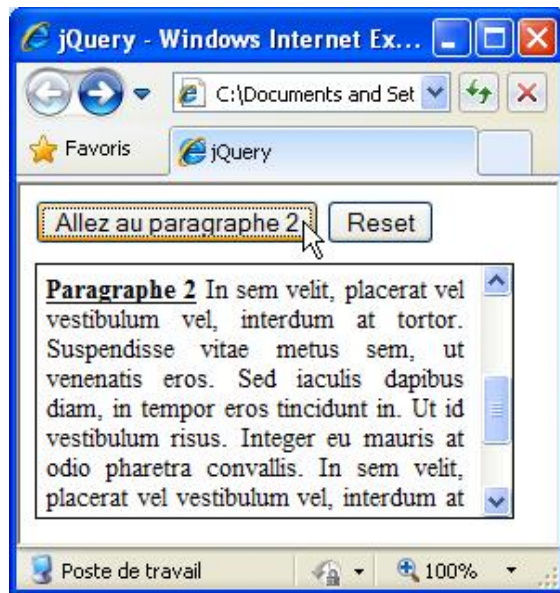 jQuery - Windows Internet Ex...
C:\Documents and Set
Favoris
jQuery
Allez au paragraphe 2 Reset
Paragraphe 2 In sem velit, placerat vel
vestibulum vel, interdum at tortor.
Suspendisse vitae metus sem, ut
venenatis eros. Sed iaculis dapibus
diam, in tempor eros tincidunt in. Ut id
vestibulum risus. Integer eu mauris at
odio pharetra convallis. In sem velit,
placerat vel vestibulum vel, interdum at
Poste de travail 100%